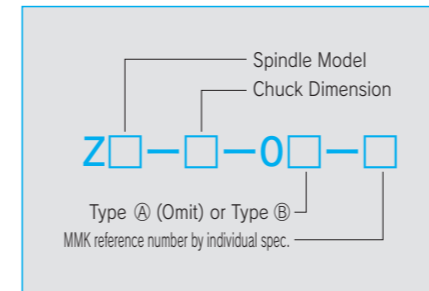 Spindle Model
Chuck Dimension
Z□－□－0□－□
Type Ⓐ (Omit) or Type Ⓑ
MMK reference number by individual spec.